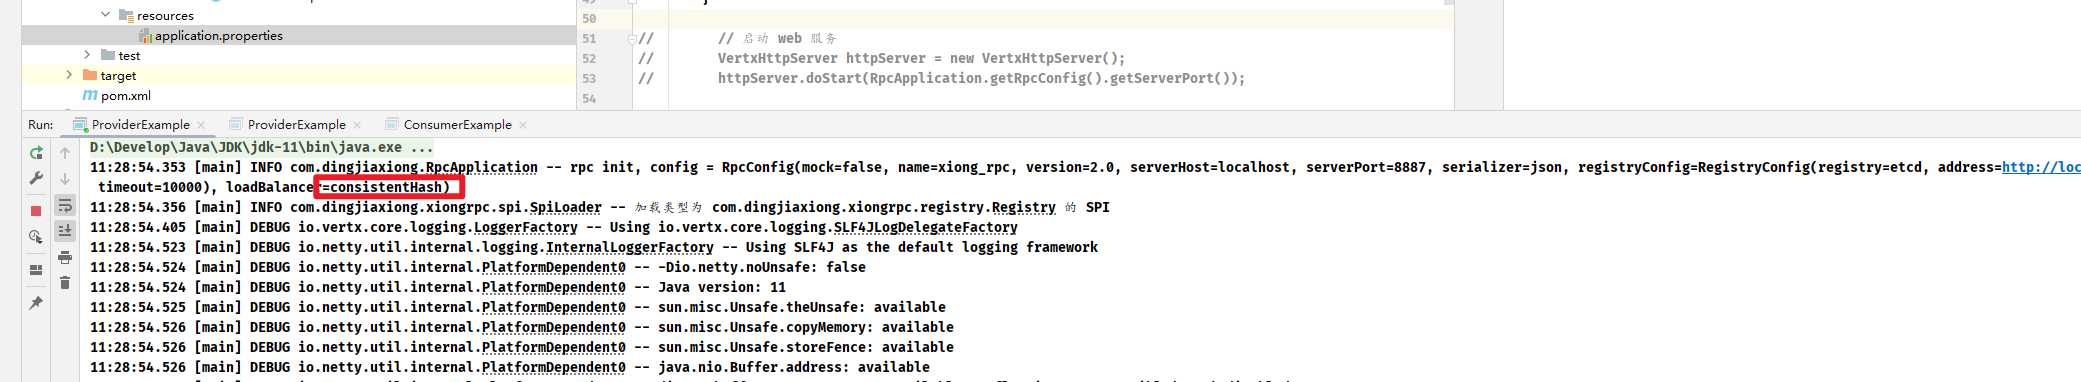 resources
application.properties
test
target
pom.xml
49 }
50
51 // // 启动 web 服务
52 // VertxHttpServer httpServer = new VertxHttpServer();
53 // httpServer.doStart(RpcApplication.getRpcConfig().getServerPort());
54
Run: ProviderExample × ProviderExample × ConsumerExample ×
D:\Develop\Java\JDK\jdk-11\bin\java.exe ...
11:28:54.353 [main] INFO com.dingjiaxiong.RpcApplication -- rpc init, config = RpcConfig(mock=false, name=xiong_rpc, version=2.0, serverHost=localhost, serverPort=8887, serializer=json, registryConfig=RegistryConfig(registry=etcd, address=http://loc
timeout=10000), loadBalancer=consistentHash)
11:28:54.356 [main] INFO com.dingjiaxiong.xiongrpc.spi.SpiLoader -- 加载类型为 com.dingjiaxiong.xiongrpc.registry.Registry 的 SPI
11:28:54.405 [main] DEBUG io.vertx.core.logging.LoggerFactory -- Using io.vertx.core.logging.SLF4JLogDelegateFactory
11:28:54.523 [main] DEBUG io.netty.util.internal.logging.InternalLoggerFactory -- Using SLF4J as the default logging framework
11:28:54.524 [main] DEBUG io.netty.util.internal.PlatformDependent0 -- -Dio.netty.noUnsafe: false
11:28:54.524 [main] DEBUG io.netty.util.internal.PlatformDependent0 -- Java version: 11
11:28:54.525 [main] DEBUG io.netty.util.internal.PlatformDependent0 -- sun.misc.Unsafe.theUnsafe: available
11:28:54.526 [main] DEBUG io.netty.util.internal.PlatformDependent0 -- sun.misc.Unsafe.copyMemory: available
11:28:54.526 [main] DEBUG io.netty.util.internal.PlatformDependent0 -- sun.misc.Unsafe.storeFence: available
11:28:54.526 [main] DEBUG io.netty.util.internal.PlatformDependent0 -- java.nio.Buffer.address: available